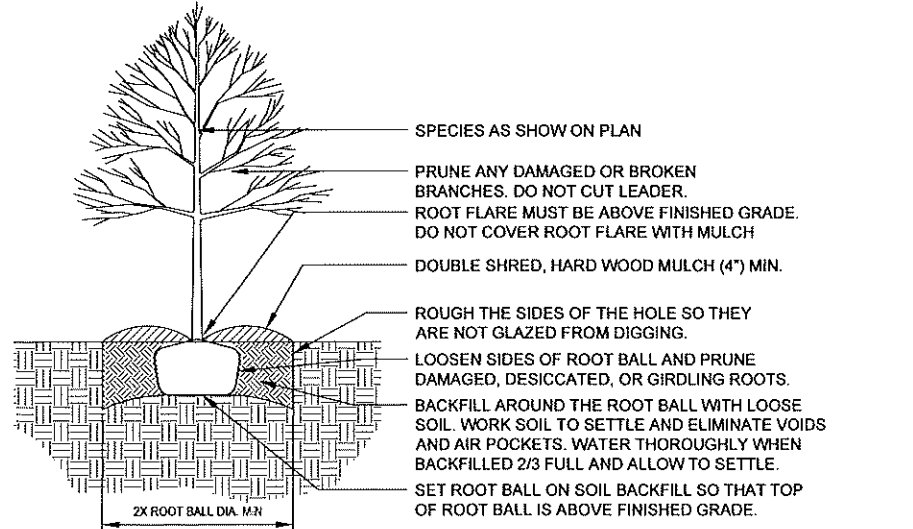 SPECIES AS SHOW ON PLAN
PRUNE ANY DAMAGED OR BROKEN
BRANCHES. DO NOT CUT LEADER.
ROOT FLARE MUST BE ABOVE FINISHED GRADE.
DO NOT COVER ROOT FLARE WITH MULCH
DOUBLE SHRED, HARD WOOD MULCH (4") MIN.
ROUGH THE SIDES OF THE HOLE SO THEY
ARE NOT GLAZED FROM DIGGING.
LOOSEN SIDES OF ROOT BALL AND PRUNE
DAMAGED, DESICCATED, OR GIRDLING ROOTS.
BACKFILL AROUND THE ROOT BALL WITH LOOSE
SOIL. WORK SOIL TO SETTLE AND ELIMINATE VOIDS
AND AIR POCKETS. WATER THOROUGHLY WHEN
BACKFILLED 2/3 FULL AND ALLOW TO SETTLE.
SET ROOT BALL ON SOIL BACKFILL SO THAT TOP
OF ROOT BALL IS ABOVE FINISHED GRADE.
2X ROOT BALL DIA. MIN